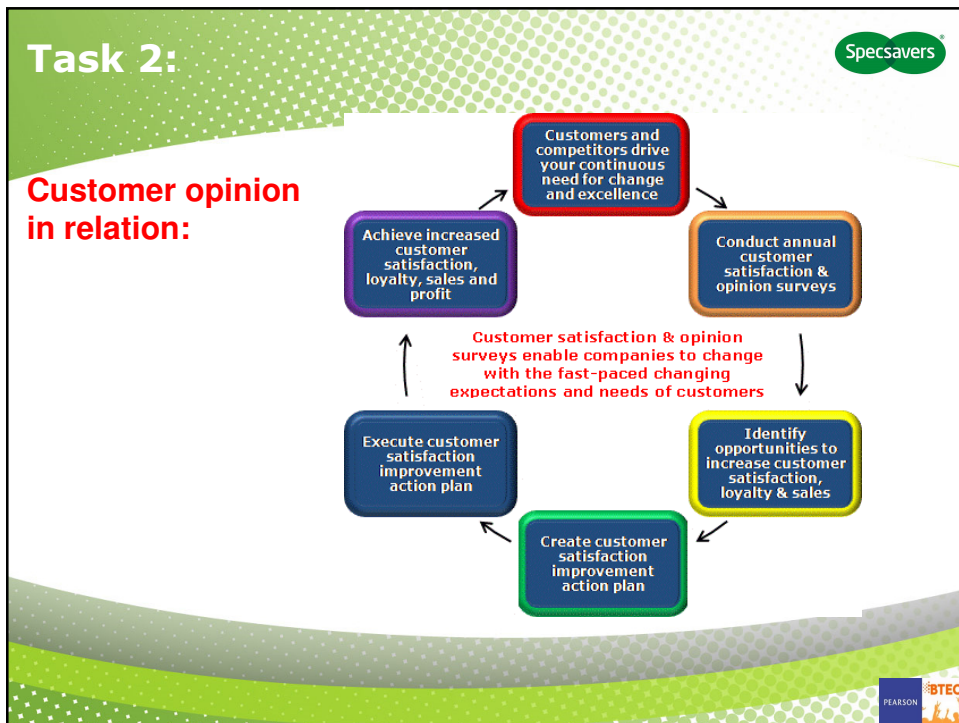 Task 2:
Specsavers
Customer opinion
in relation:
Customers and
competitors drive
your continuous
need for change
and excellence
Conduct annual
customer
satisfaction &
opinion surveys
Identify
opportunities to
increase customer
satisfaction,
loyalty & sales
Create customer
satisfaction
improvement
action plan
Execute customer
satisfaction
improvement
action plan
Achieve increased
customer
satisfaction,
loyalty, sales and
profit
Customer satisfaction & opinion
surveys enable companies to change
with the fast-paced changing
expectations and needs of customers
PEARSON
BTEC